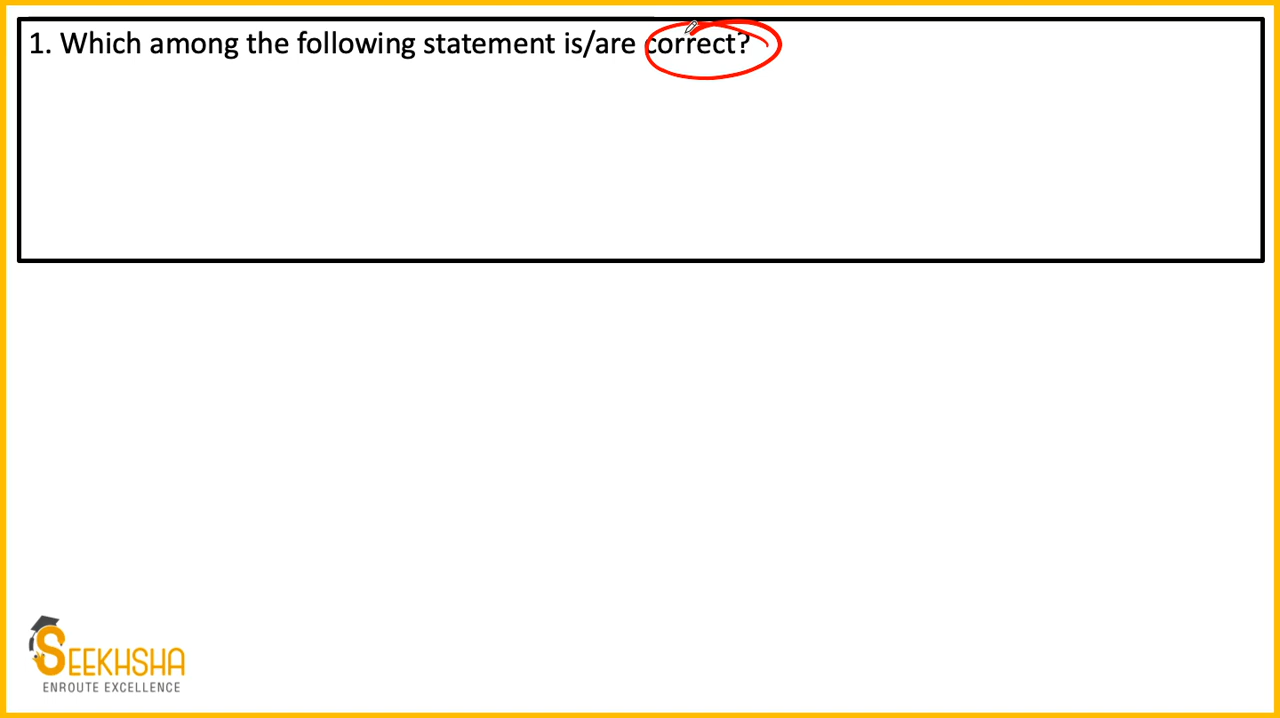 1. Which among the following statement is/are correct?
SEEKHSHA
ENROUTE EXCELLENCE